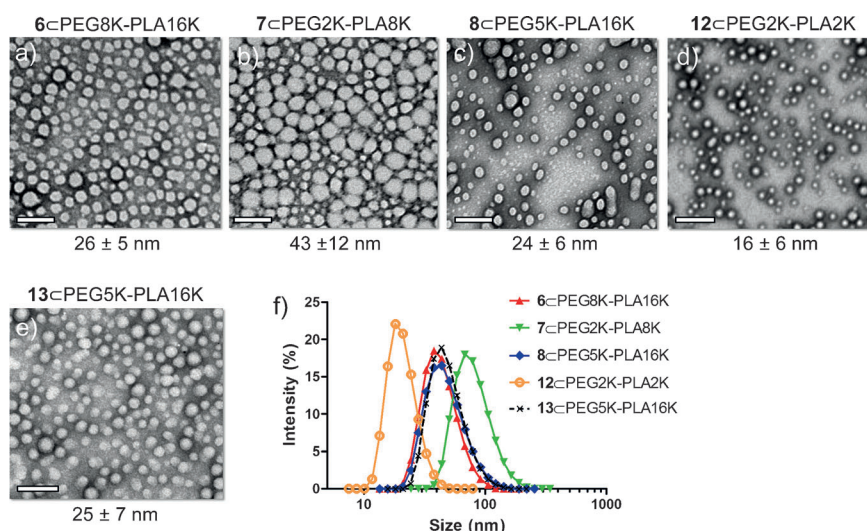 6⊂PEG8K-PLA16K
a)
26 ± 5 nm
7⊂PEG2K-PLA8K
b)
43 ±12 nm
8⊂PEG5K-PLA16K
c)
24 ± 6 nm
12⊂PEG2K-PLA2K
d)
16 ± 6 nm
13⊂PEG5K-PLA16K
e)
25 ± 7 nm
f)
Intensity (%)
25
20
15
10
5
0
10
100
1000
Size (nm)
6⊂PEG8K-PLA16K
7⊂PEG2K-PLA8K
8⊂PEG5K-PLA16K
12⊂PEG2K-PLA2K
13⊂PEG5K-PLA16K